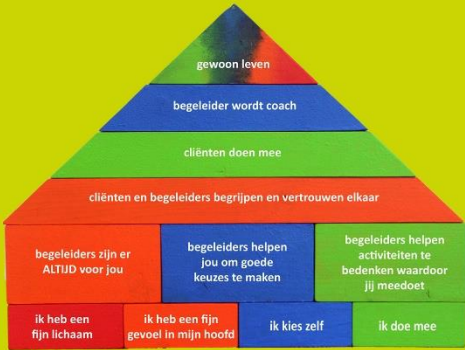 gewoon leven
begeleider wordt coach
cliënten doen mee
cliënten en begeleiders begrijpen en vertrouwen elkaar
begeleiders zijn er
ALTIJD voor jou
begeleiders helpen
jou om goede
keuzes te maken
begeleiders helpen
activiteiten te
bedenken waardoor
jij meedoet
ik heb een
fijn lichaam
ik heb een fijn
gevoel in mijn hoofd
ik kies zelf
ik doe mee